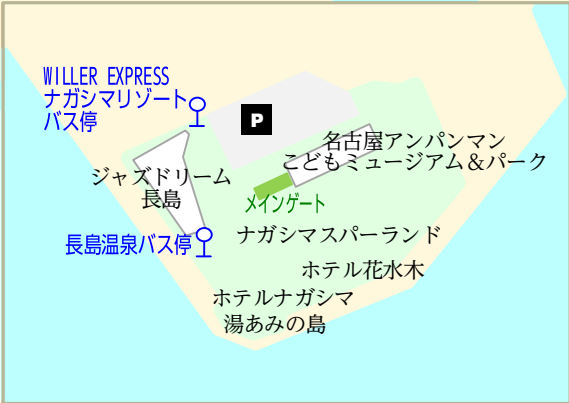 WILLER EXPRESS
ナガシマリゾート
バス停
P
名古屋アンパンマン
こどもミュージアム＆パーク
ジャズドリーム
長島
メインゲート
長島温泉バス停
ナガシマスパーランド
ホテル花水木
ホテルナガシマ
湯あみの島